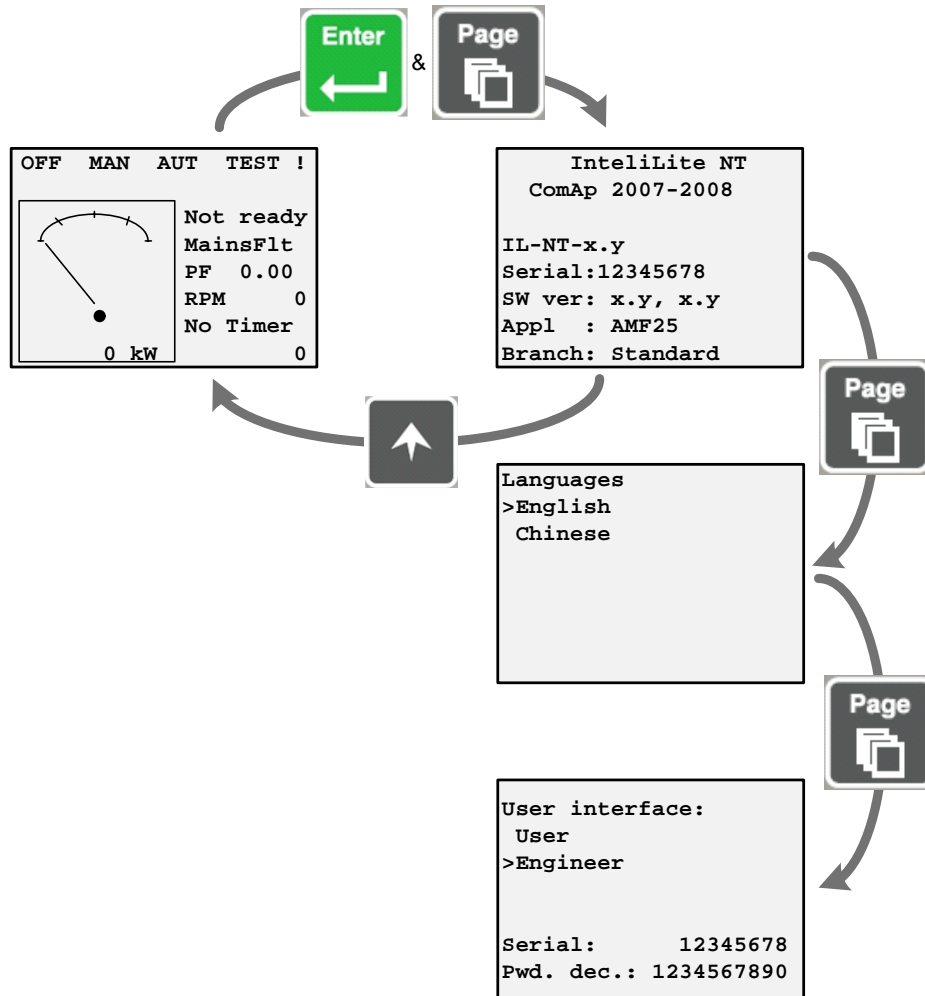 Enter
&
Page
OFF MAN AUT TEST !
Not ready
MainsFlt
PF 0.00
RPM 0
No Timer
0 kW 0
InteliLite NT
ComAp 2007-2008
IL-NT-x.y
Serial:12345678
SW ver: x.y, x.y
Appl : AMF25
Branch: Standard
Page
Languages
>English
Chinese
Page
User interface:
User
>Engineer
Serial: 12345678
Pwd. dec.: 1234567890